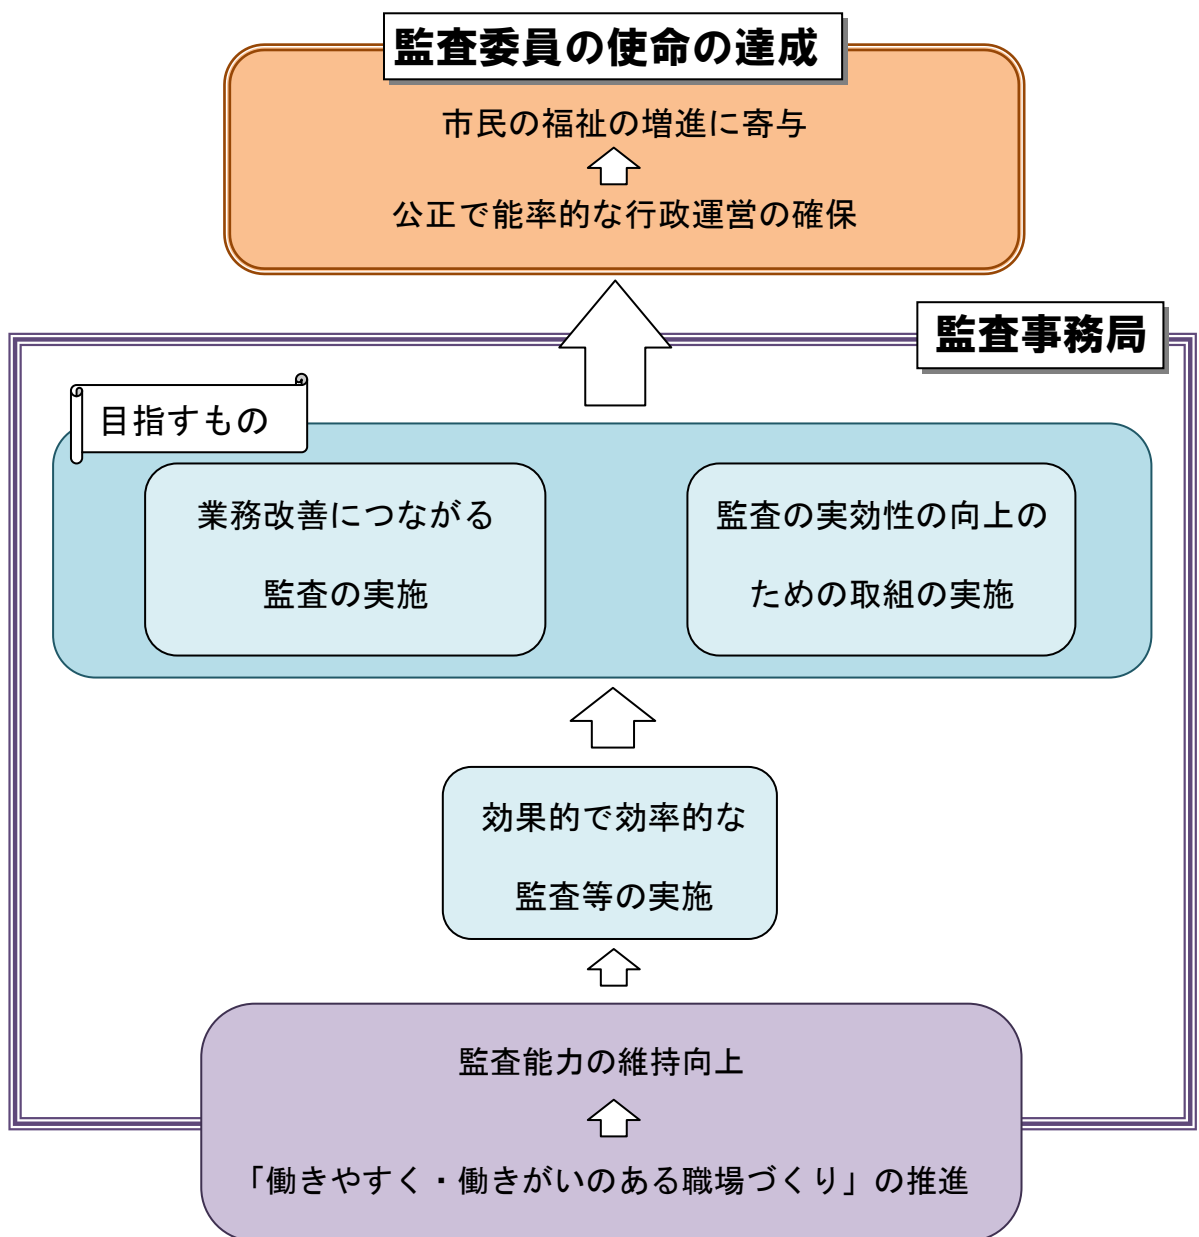 監査委員の使命の達成
市民の福祉の増進に寄与
公正で能率的な行政運営の確保
監査事務局
目指すもの
業務改善につながる
監査の実施
監査の実効性の向上の
ための取組の実施
効果的で効率的な
監査等の実施
監査能力の維持向上
「働きやすく・働きがいのある職場づくり」の推進